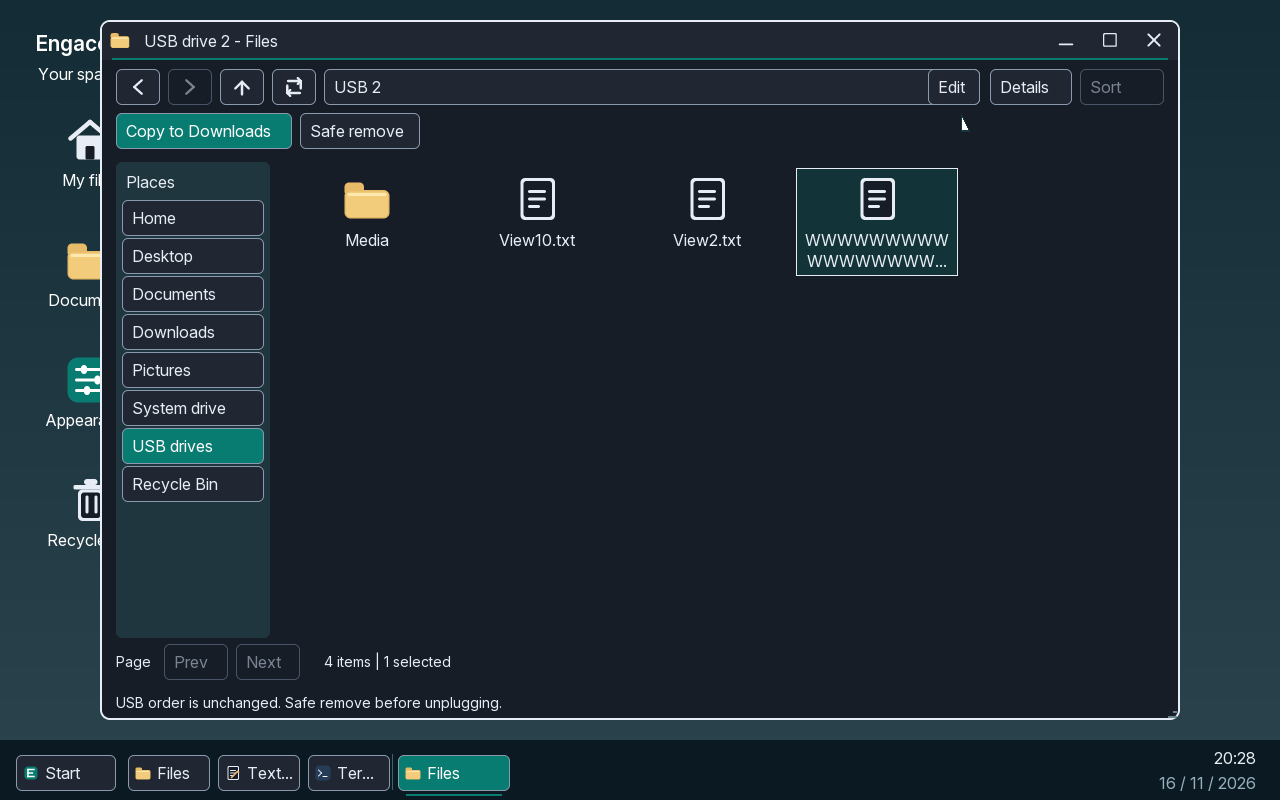 Engac
Your spa
My fil
Docum
Appeara
Recycle
USB drive 2 - Files
USB 2
Edit
Details
Sort
Copy to Downloads
Safe remove
Places
Home
Desktop
Documents
Downloads
Pictures
System drive
USB drives
Recycle Bin
Media
View10.txt
View2.txt
WWWWWWWWW
WWWWWWWW...
Page
Prev
Next
4 items | 1 selected
USB order is unchanged. Safe remove before unplugging.
Start
Files
Text...
Ter...
Files
20:28
16 / 11 / 2026